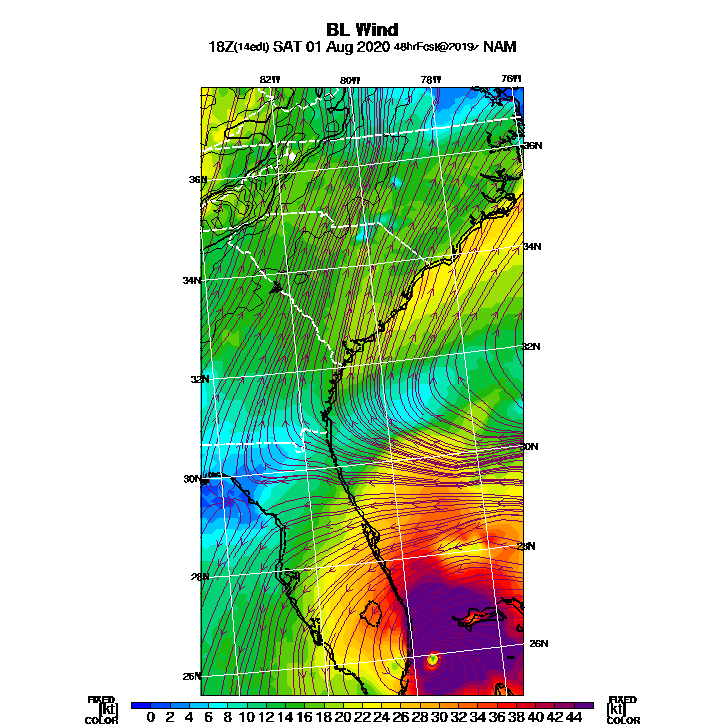 BL Wind
18Z(14edt) SAT 01 Aug 2020 48hrFcst@2019z NAM
82W 80W 78W 76W
36N
36N
34N
34N
32N
32N
30N
30N
28N
28N
26N
26N
FIXED FIXED
[kt] 0 2 4 6 8 10 12 14 16 18 20 22 24 26 28 30 32 34 36 38 40 42 44 [kt]
COLOR COLOR